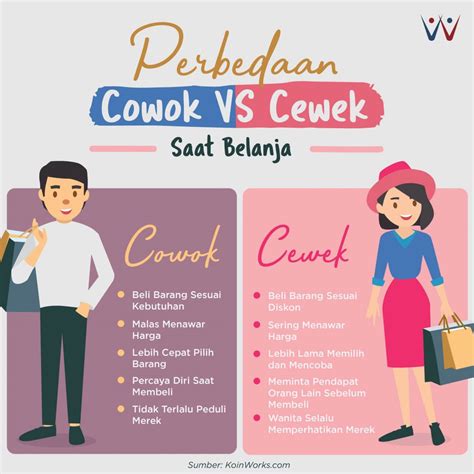 Perbedaan
Cowok VS Cewek
Saat Belanja
Cowok
Beli Barang Sesuai
Kebutuhan
Malas Menawar
Harga
Lebih Cepat Pilih
Barang
Percaya Diri Saat
Membeli
Tidak Terlalu Peduli
Merek
Cewek
Beli Barang Sesuai
Diskon
Sering Menawar
Harga
Lebih Lama Memilih
dan Mencoba
Meminta Pendapat
Orang Lain Sebelum
Membeli
Wanita Selalu
Memperhatikan Merek
Sumber: KoinWorks.com